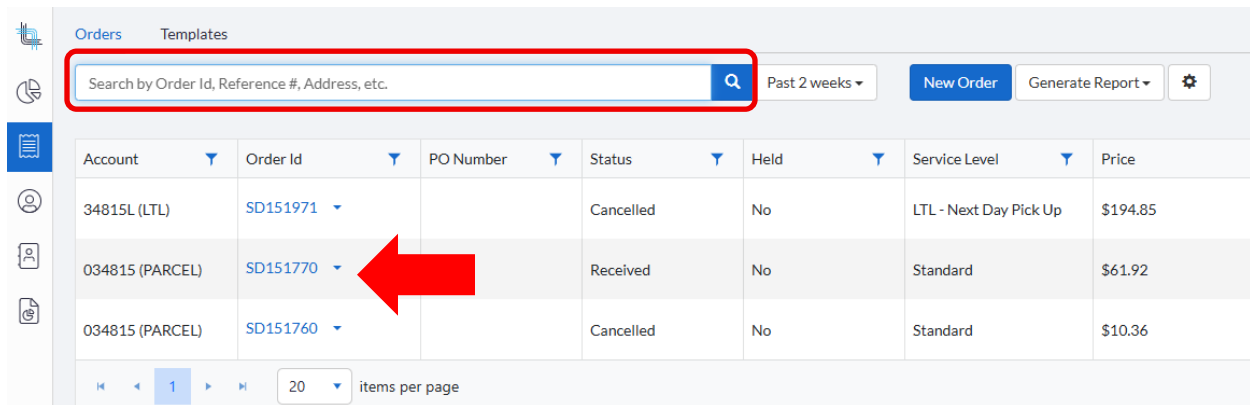 Orders Templates
Search by Order Id, Reference #, Address, etc. Past 2 weeks New Order Generate Report
Account Order Id PO Number Status Held Service Level Price
34815L (LTL) SD151971 Cancelled No LTL - Next Day Pick Up $194.85
034815 (PARCEL) SD151770 Received No Standard $61.92
034815 (PARCEL) SD151760 Cancelled No Standard $10.36
1 20 items per page